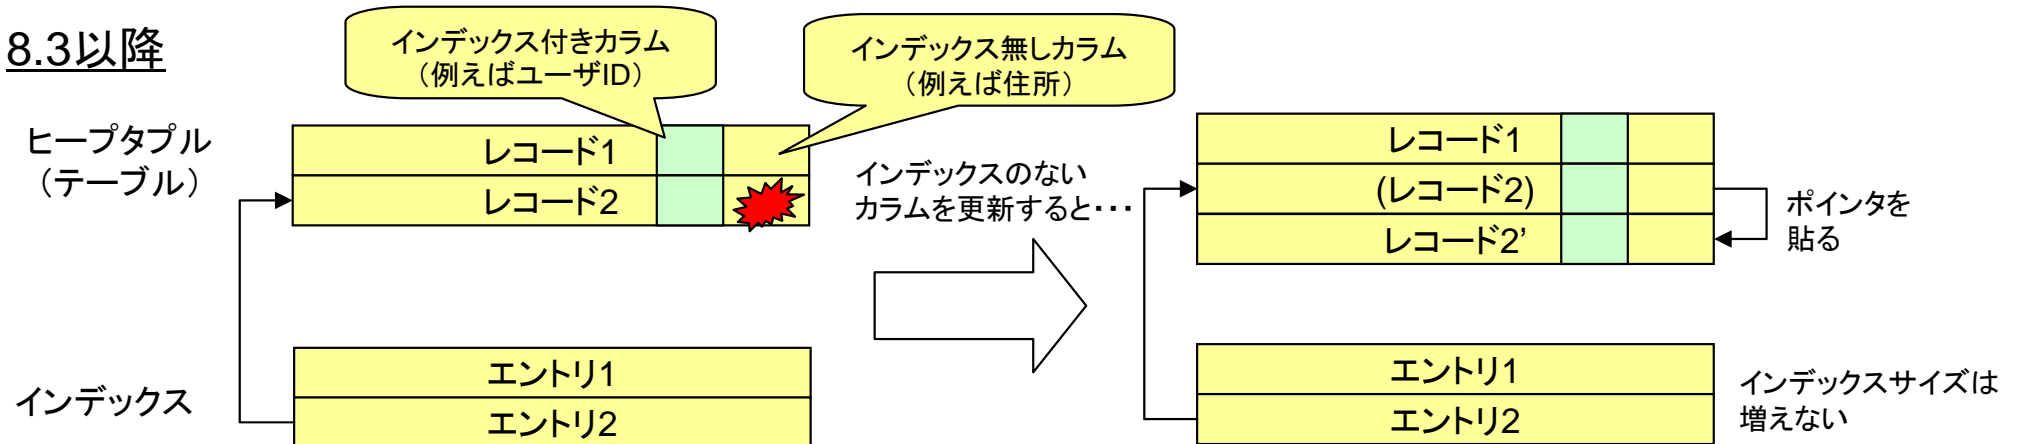 8.3以降
インデックス付きカラム
（例えばユーザID）
インデックス無しカラム
（例えば住所）
ヒープタプル
（テーブル）
レコード1
レコード2
インデックスのない
カラムを更新すると･･･
レコード1
(レコード2)
レコード2’
ポインタを
貼る
インデックス
エントリ1
エントリ2
エントリ1
エントリ2
インデックスサイズは
増えない